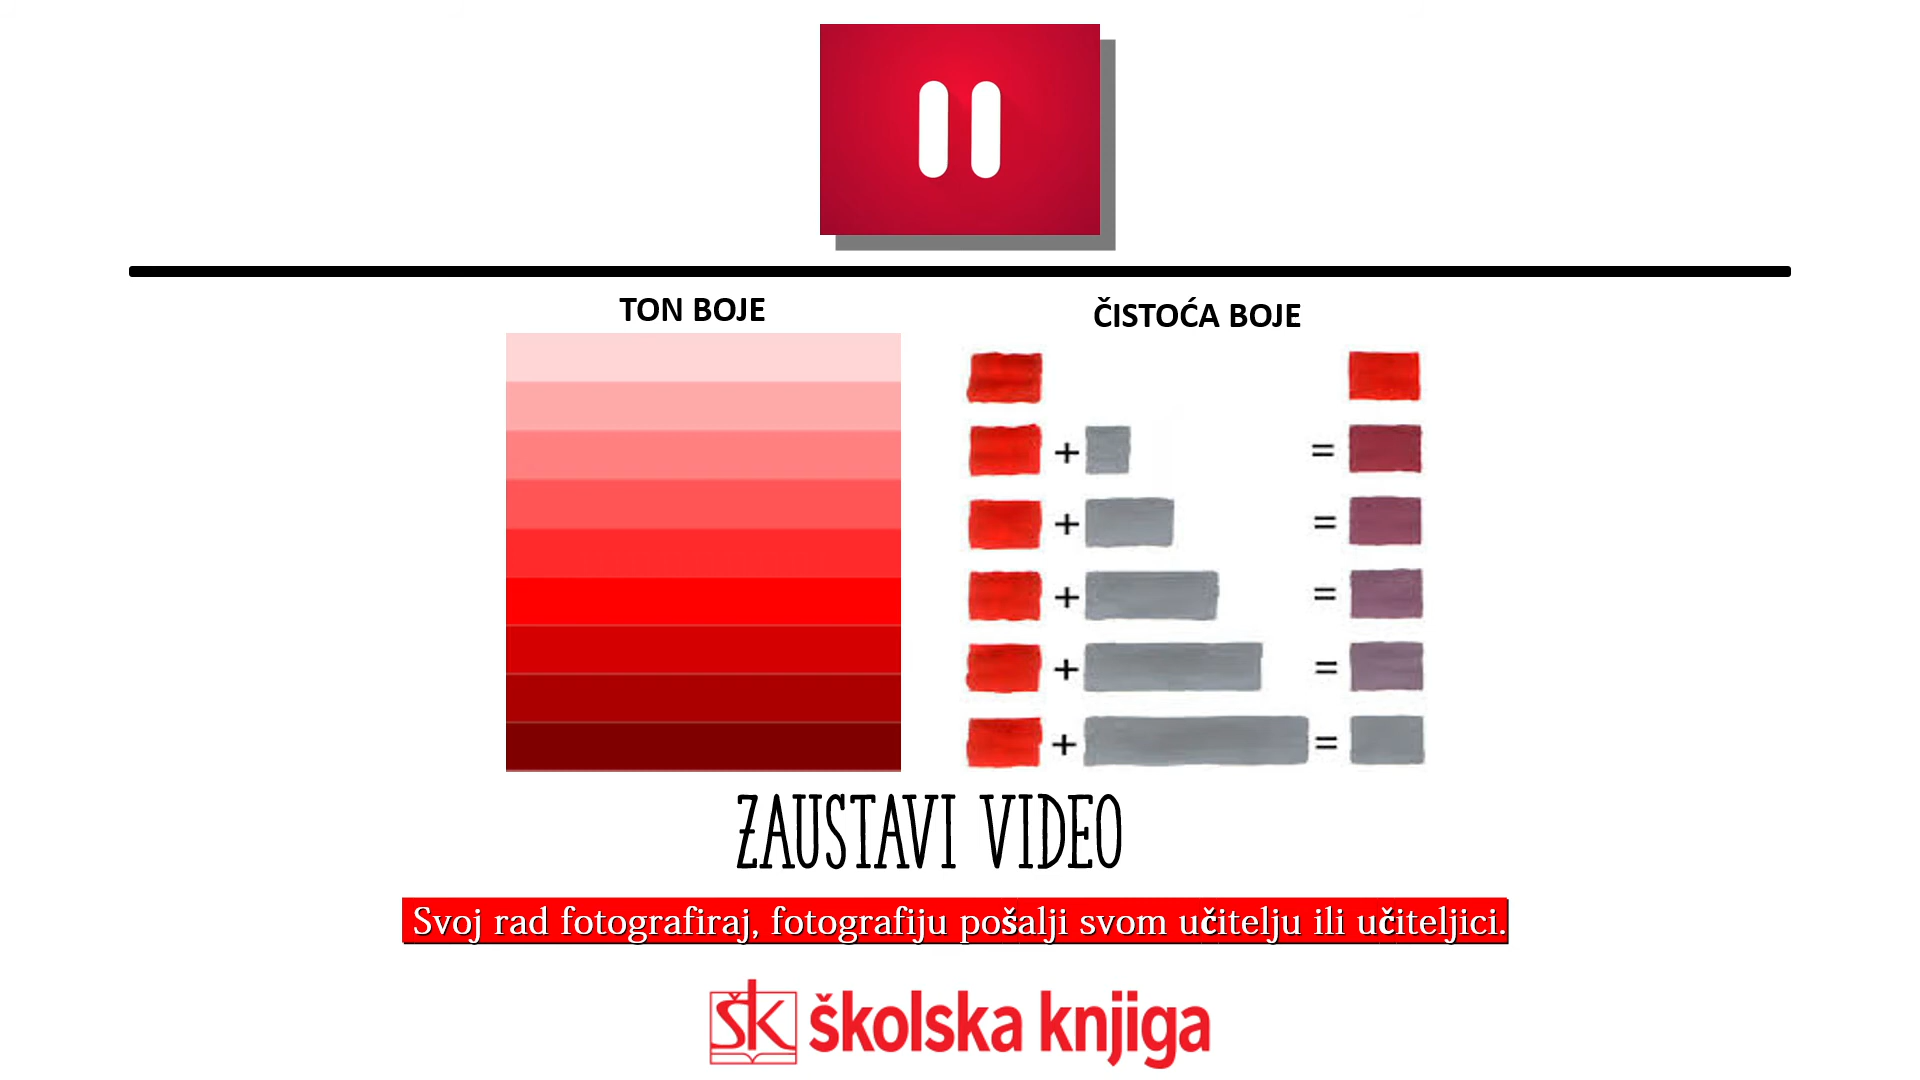 TON BOJE
ČISTOĆA BOJE
+ =
+ =
+ =
+ =
+ =
ZAUSTAVI VIDEO
Svoj rad fotografiraj, fotografiju pošalji svom učitelju ili učiteljici.
ŠK školska knjiga